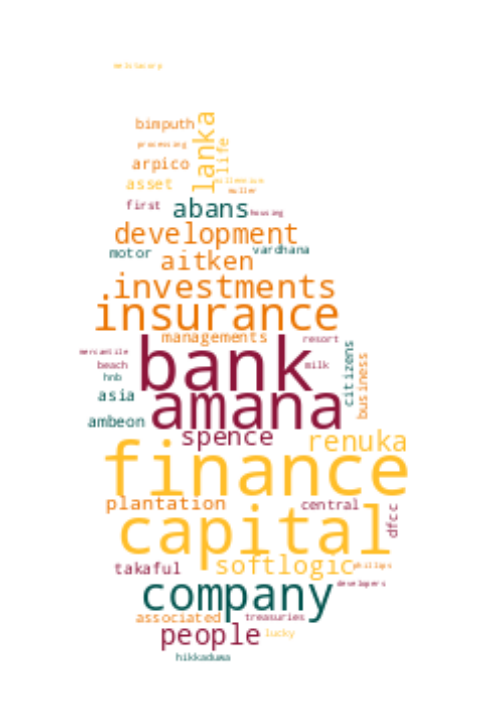 bimputh
processing
lanka
life
arpico
asset
muller
first
abans
housing
development
motor
vardhana
aitken
investments
insurance
managements
resort
mercantile
bank
beach
milk
hnb
citizens
business
asia
amana
ambeon
spence
renuka
finance
plantation
central
dfcc
capital
takaful
softlogic
phillips
developers
company
associated
treasuries
people
lucky
hikkaduwa